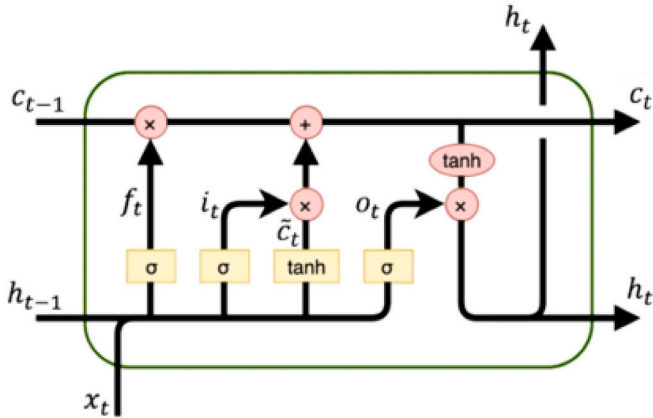 h_t
c_{t-1} × + c_t
tanh
f_t i_t × o_t ×
c̃_t
σ σ tanh σ
h_{t-1} h_t
x_t